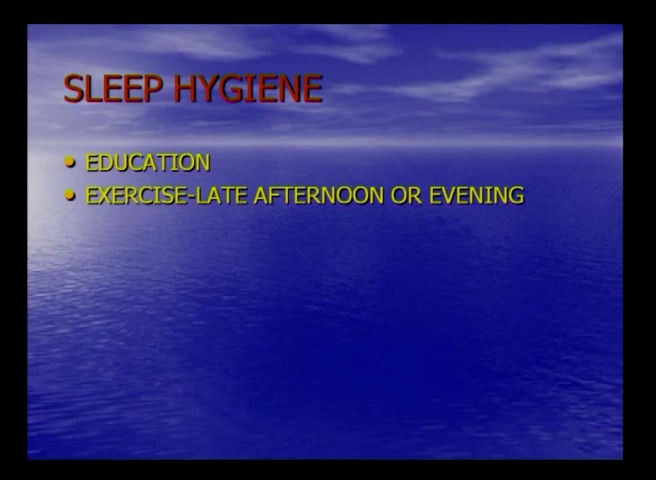 SLEEP HYGIENE
• EDUCATION
• EXERCISE-LATE AFTERNOON OR EVENING